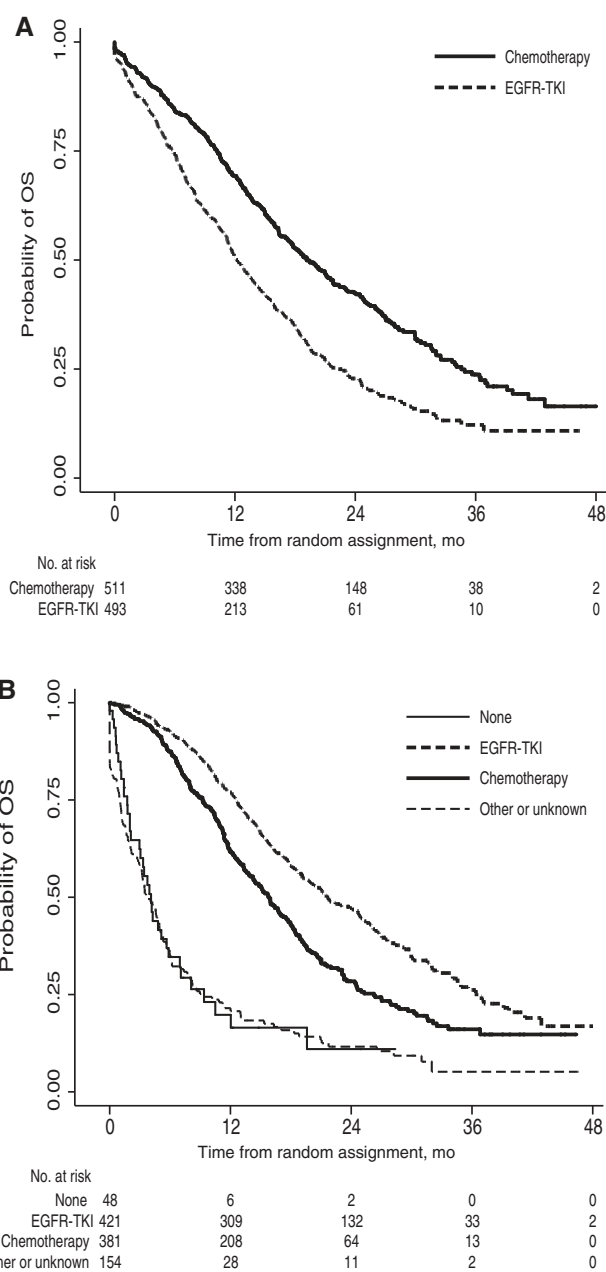 A
Probability of OS
1.00
0.75
0.50
0.25
0.00
Chemotherapy
EGFR-TKI
0 12 24 36 48
Time from random assignment, mo
No. at risk
Chemotherapy 511 338 148 38 2
EGFR-TKI 493 213 61 10 0
B
Probability of OS
1.00
0.75
0.50
0.25
0.00
None
EGFR-TKI
Chemotherapy
Other or unknown
0 12 24 36 48
Time from random assignment, mo
No. at risk
None 48 6 2 0 0
EGFR-TKI 421 309 132 33 2
Chemotherapy 381 208 64 13 0
ther or unknown 154 28 11 2 0